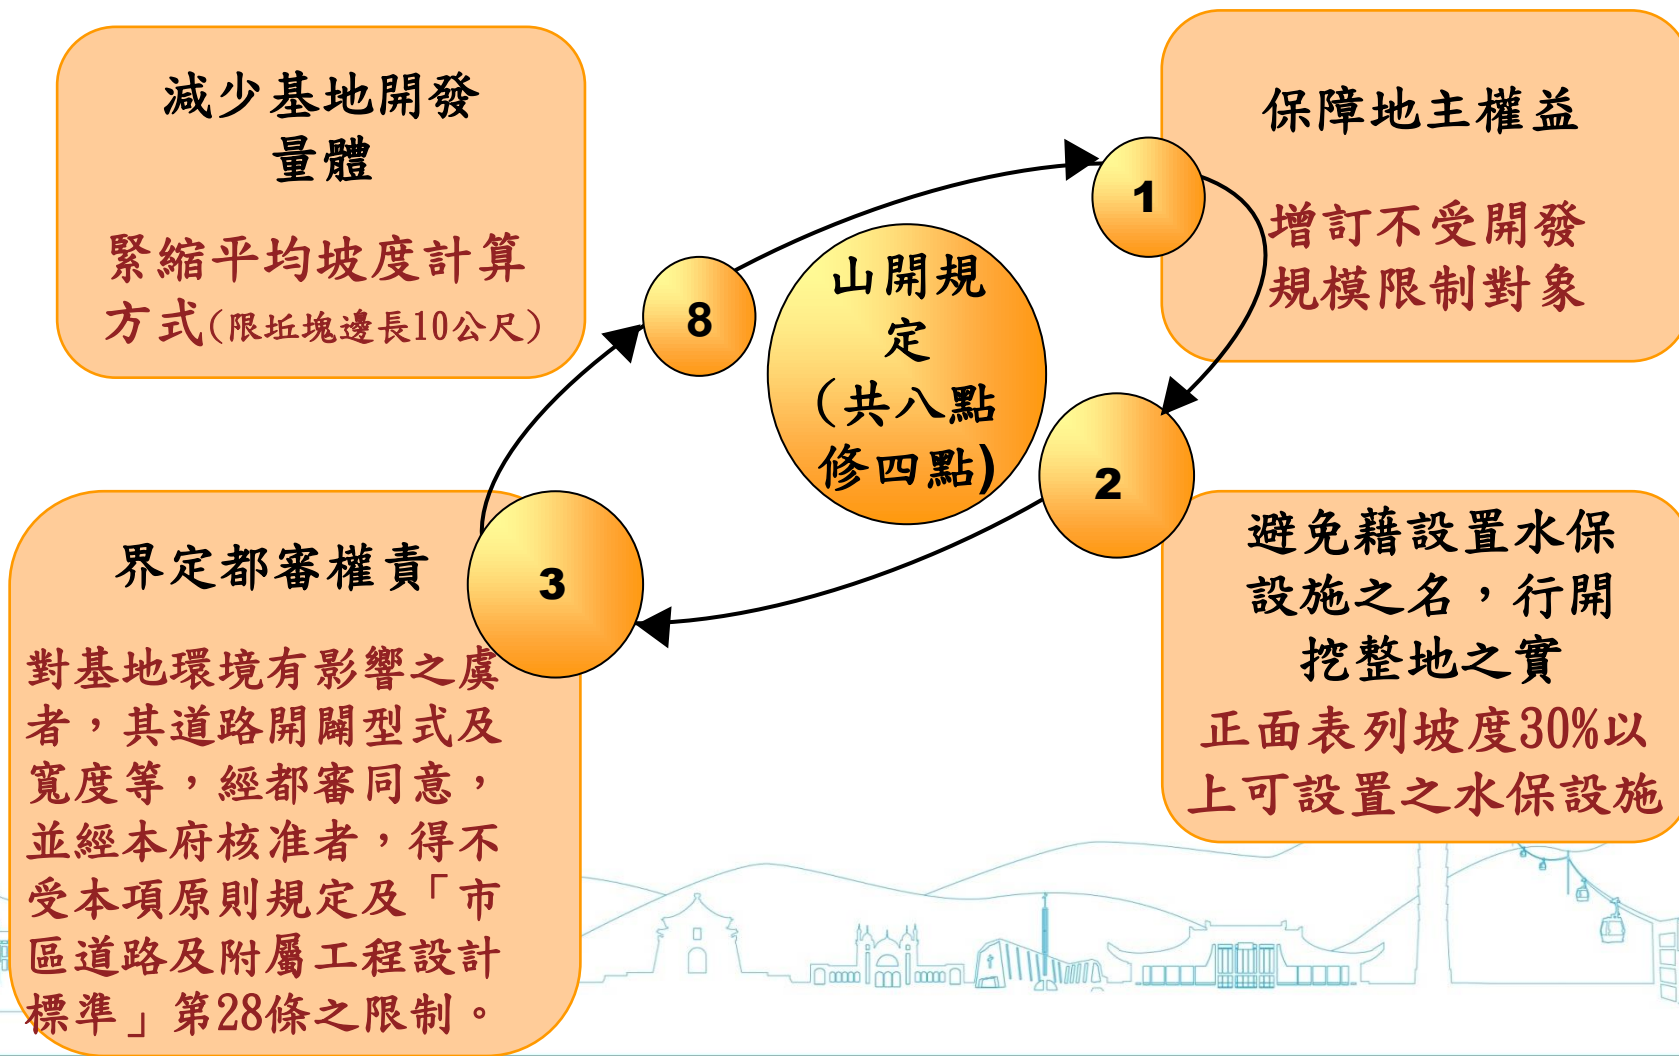 減少基地開發
量體
緊縮平均坡度計算
方式(限坵塊邊長10公尺)
8
1
保障地主權益
增訂不受開發
規模限制對象
山開規
定
(共八點
修四點)
2
避免藉設置水保
設施之名，行開
挖整地之實
正面表列坡度30%以
上可設置之水保設施
3
界定都審權責
對基地環境有影響之虞
者，其道路開闢型式及
寬度等，經都審同意，
並經本府核准者，得不
受本項原則規定及「市
區道路及附屬工程設計
標準」第28條之限制。